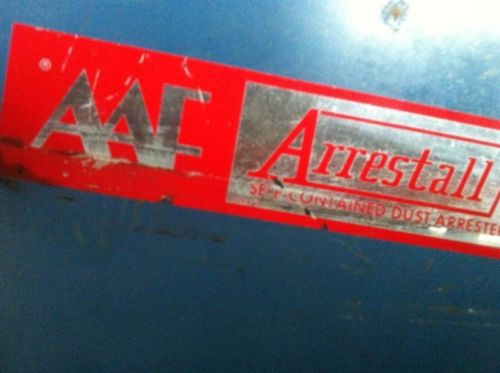 ® AAF
Arrestall
SELF-CONTAINED DUST ARRESTER